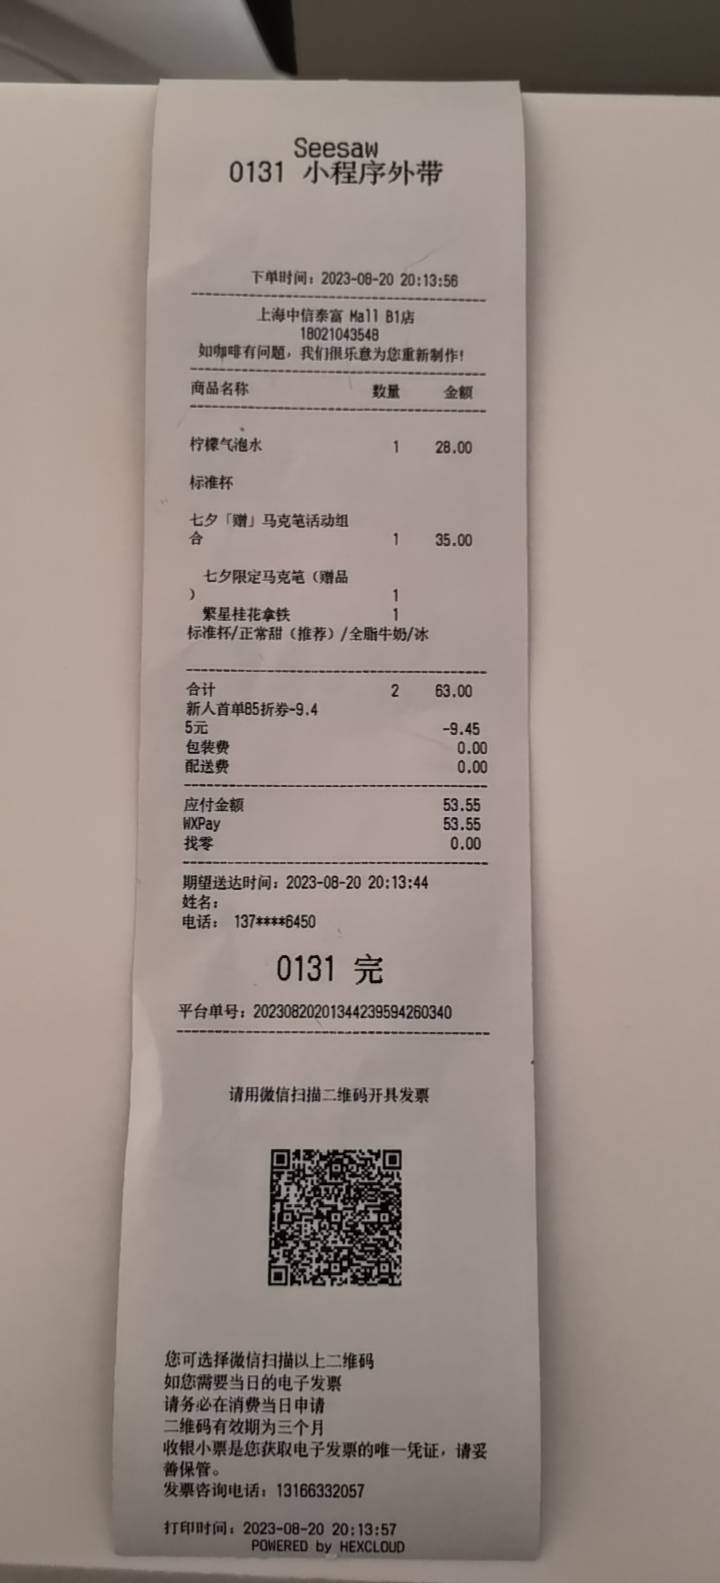 Seesaw
0131 小程序外带
下单时间：2023-08-20 20:13:56
上海中信泰富 Mall B1店
18021043548
如咖啡有问题，我们很乐意为您重新制作！
商品名称 数量 金额
柠檬气泡水 1 28.00
标准杯
七夕「赠」马克笔活动组
合 1 35.00
七夕限定马克笔（赠品
） 1
繁星桂花拿铁 1
标准杯/正常甜（推荐）/全脂牛奶/冰
合计 2 63.00
新人首单85折券-9.4
5元 -9.45
包装费 0.00
配送费 0.00
应付金额 53.55
WXPay 53.55
找零 0.00
期望送达时间：2023-08-20 20:13:44
姓名：
电话： 137****6450
0131 完
平台单号：20230820201344239594260340
请用微信扫描二维码开具发票
您可选择微信扫描以上二维码
如您需要当日的电子发票
请务必在消费当日申请
二维码有效期为三个月
收银小票是您获取电子发票的唯一凭证，请妥
善保管。
发票咨询电话：13166332057
打印时间：2023-08-20 20:13:57
POWERED by HEXCLOUD